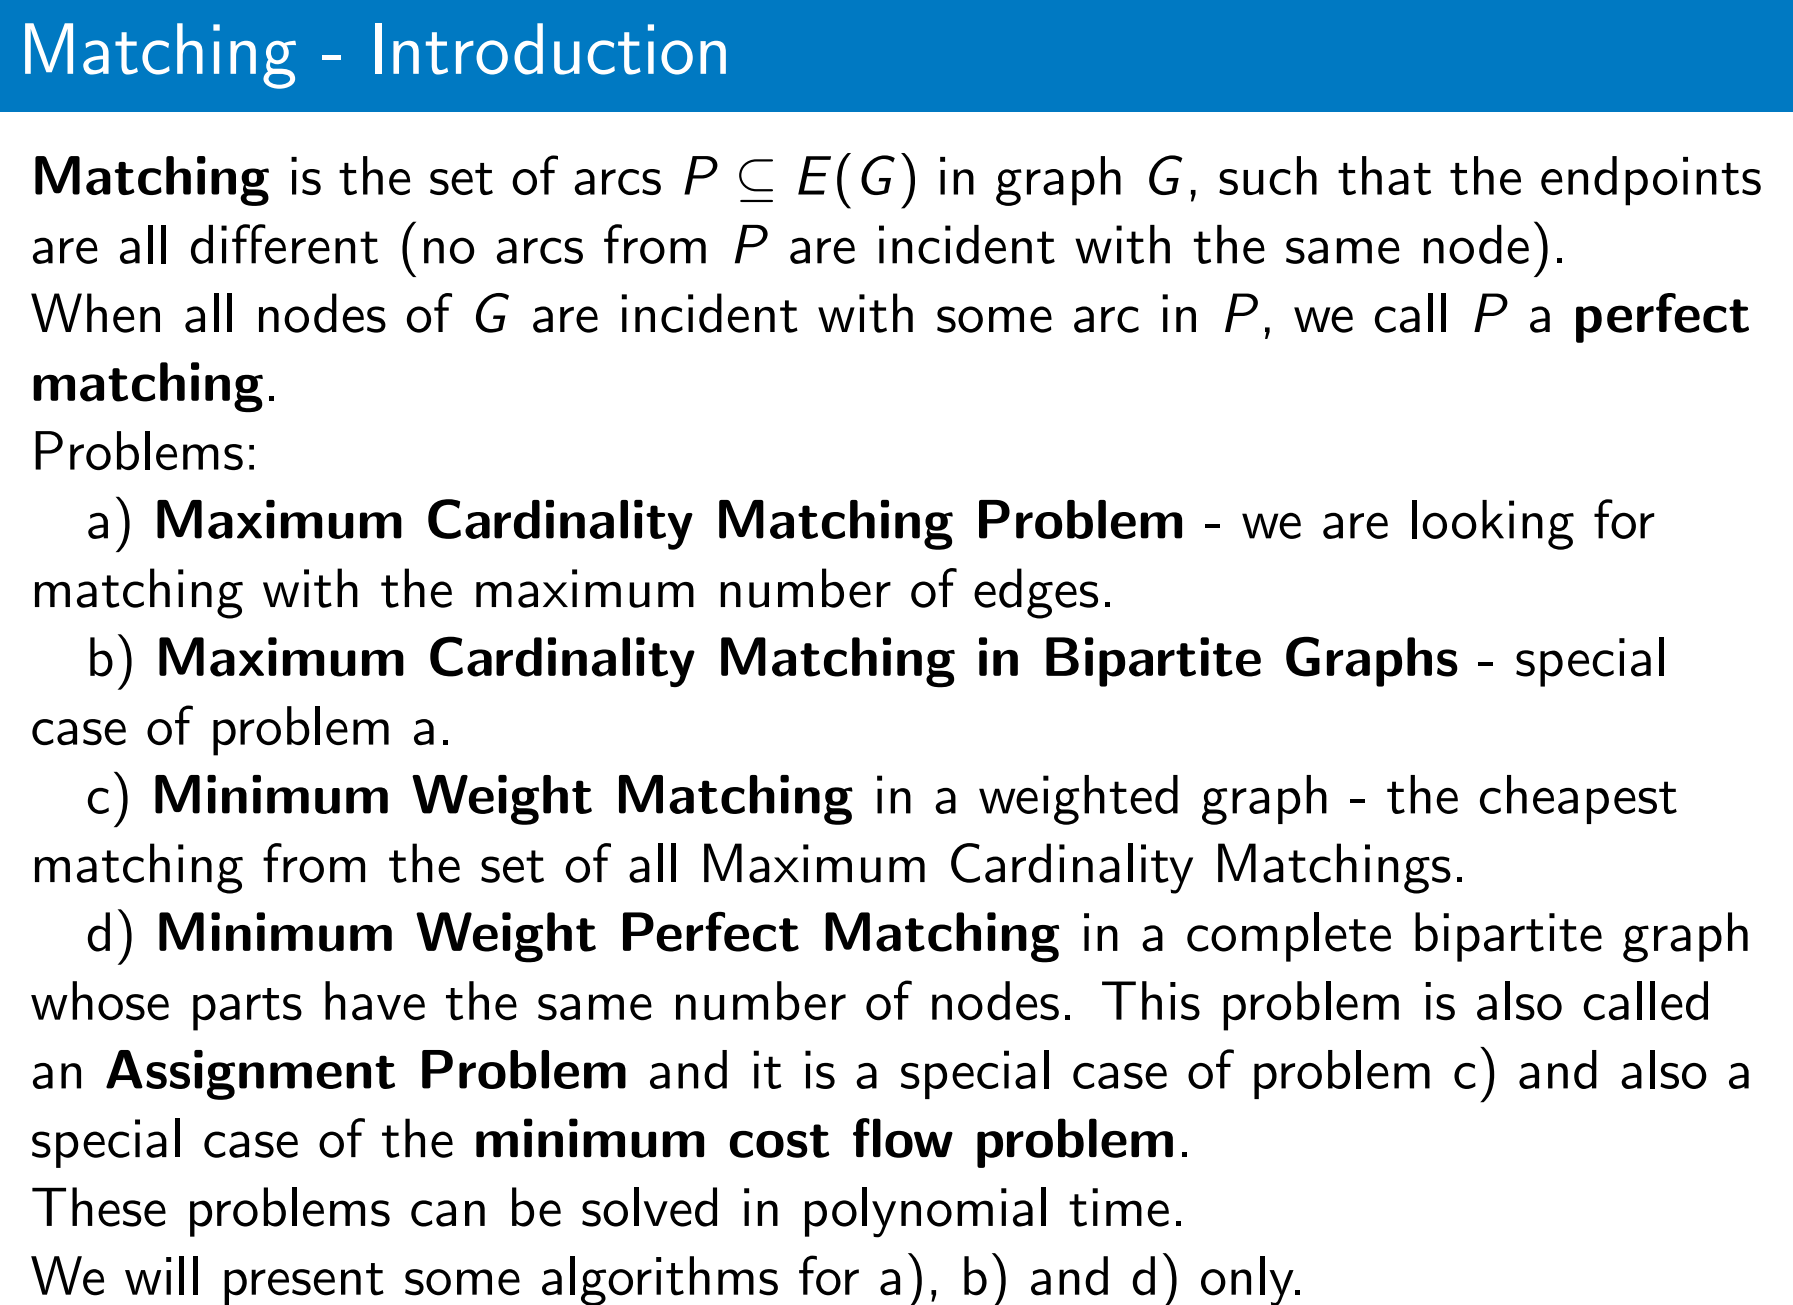 Matching - Introduction
Matching is the set of arcs P ⊆ E(G) in graph G, such that the endpoints
are all different (no arcs from P are incident with the same node).
When all nodes of G are incident with some arc in P, we call P a perfect
matching.
Problems:
a) Maximum Cardinality Matching Problem - we are looking for
matching with the maximum number of edges.
b) Maximum Cardinality Matching in Bipartite Graphs - special
case of problem a.
c) Minimum Weight Matching in a weighted graph - the cheapest
matching from the set of all Maximum Cardinality Matchings.
d) Minimum Weight Perfect Matching in a complete bipartite graph
whose parts have the same number of nodes. This problem is also called
an Assignment Problem and it is a special case of problem c) and also a
special case of the minimum cost flow problem.
These problems can be solved in polynomial time.
We will present some algorithms for a), b) and d) only.